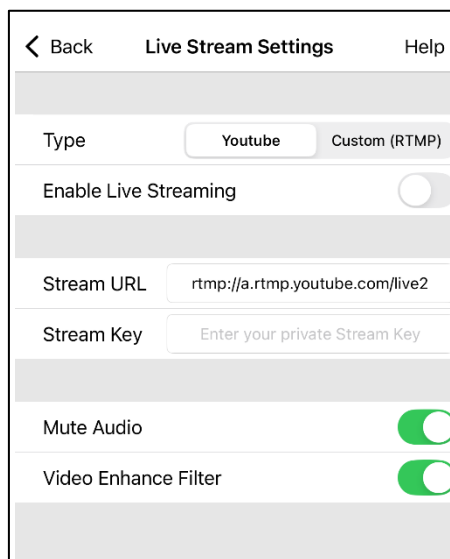 Back Live Stream Settings Help
Type Youtube Custom (RTMP)
Enable Live Streaming
Stream URL rtmp://a.rtmp.youtube.com/live2
Stream Key Enter your private Stream Key
Mute Audio
Video Enhance Filter